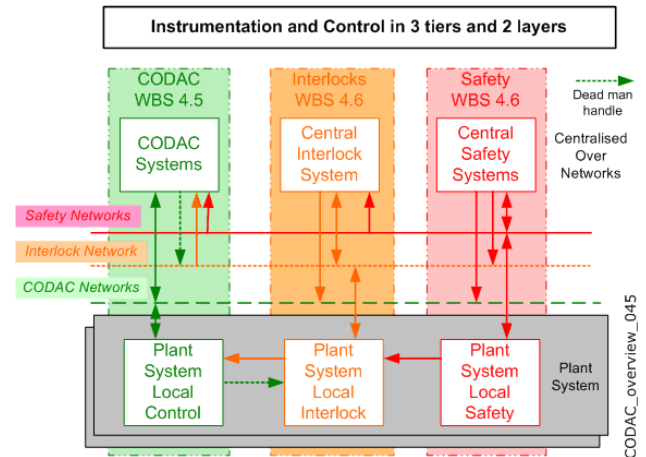 Instrumentation and Control in 3 tiers and 2 layers
CODAC
WBS 4.5
Interlocks
WBS 4.6
Safety
WBS 4.6
Dead man
handle
CODAC
Systems
Central
Interlock
System
Central
Safety
Systems
Centralised
Over
Networks
Safety Networks
Interlock Network
CODAC Networks
Plant
System
Local
Control
Plant
System
Local
Interlock
Plant
System
Local
Safety
Plant
System
CODAC_overview_045